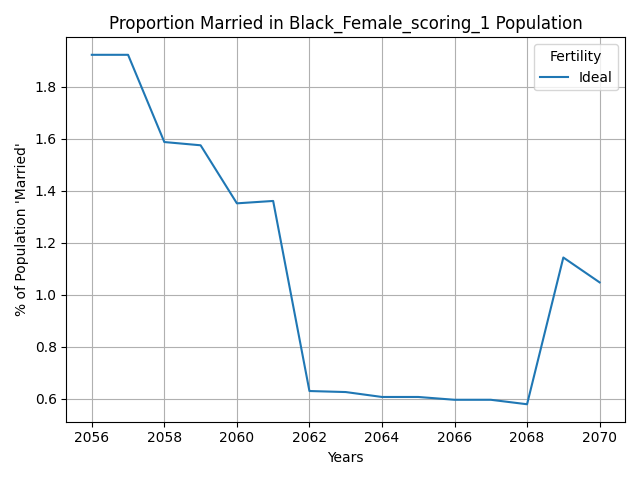 Proportion Married in Black_Female_scoring_1 Population
Fertility
Ideal
% of Population 'Married'
1.8
1.6
1.4
1.2
1.0
0.8
0.6
2056 2058 2060 2062 2064 2066 2068 2070
Years